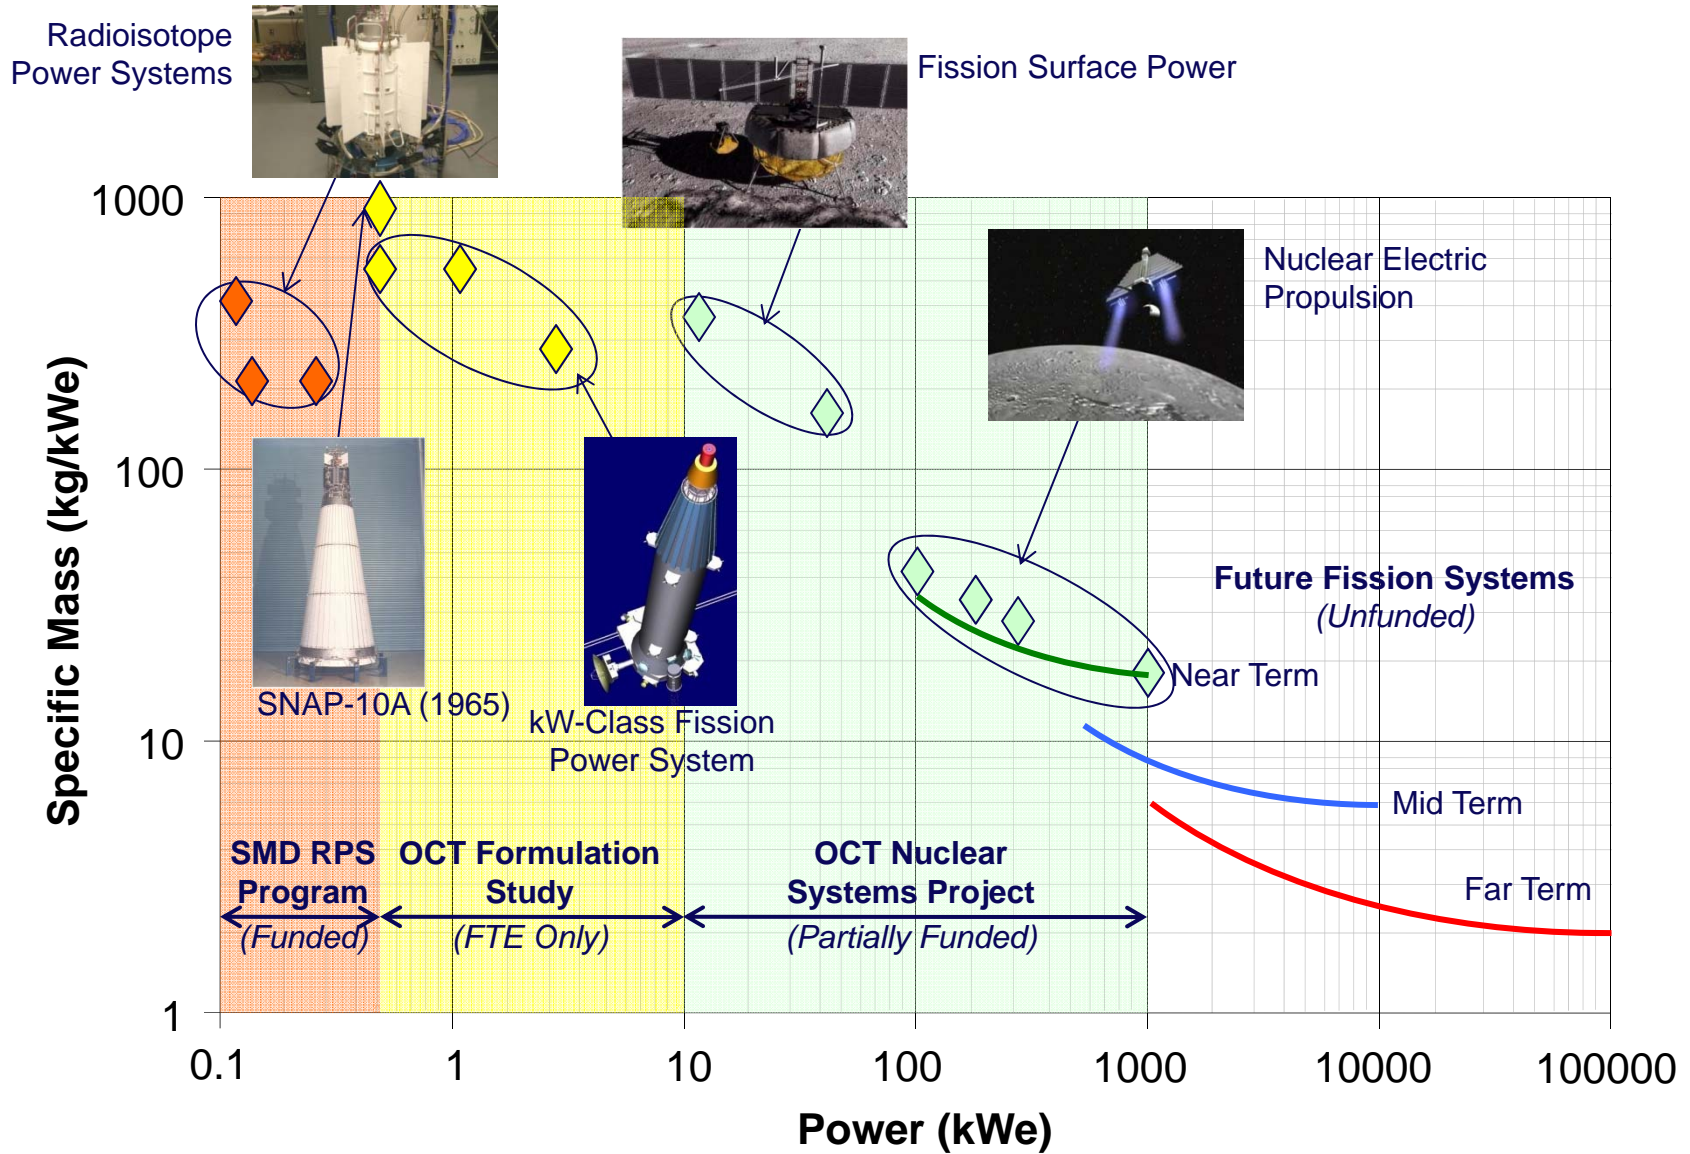 Radioisotope
Power Systems
Fission Surface Power
Nuclear Electric
Propulsion
1000
100
10
1
Specific Mass (kg/kWe)
Future Fission Systems
(Unfunded)
Near Term
Mid Term
Far Term
SNAP-10A (1965)
kW-Class Fission
Power System
SMD RPS
Program
(Funded)
OCT Formulation
Study
(FTE Only)
OCT Nuclear
Systems Project
(Partially Funded)
0.1
1
10
100
1000
10000
100000
Power (kWe)